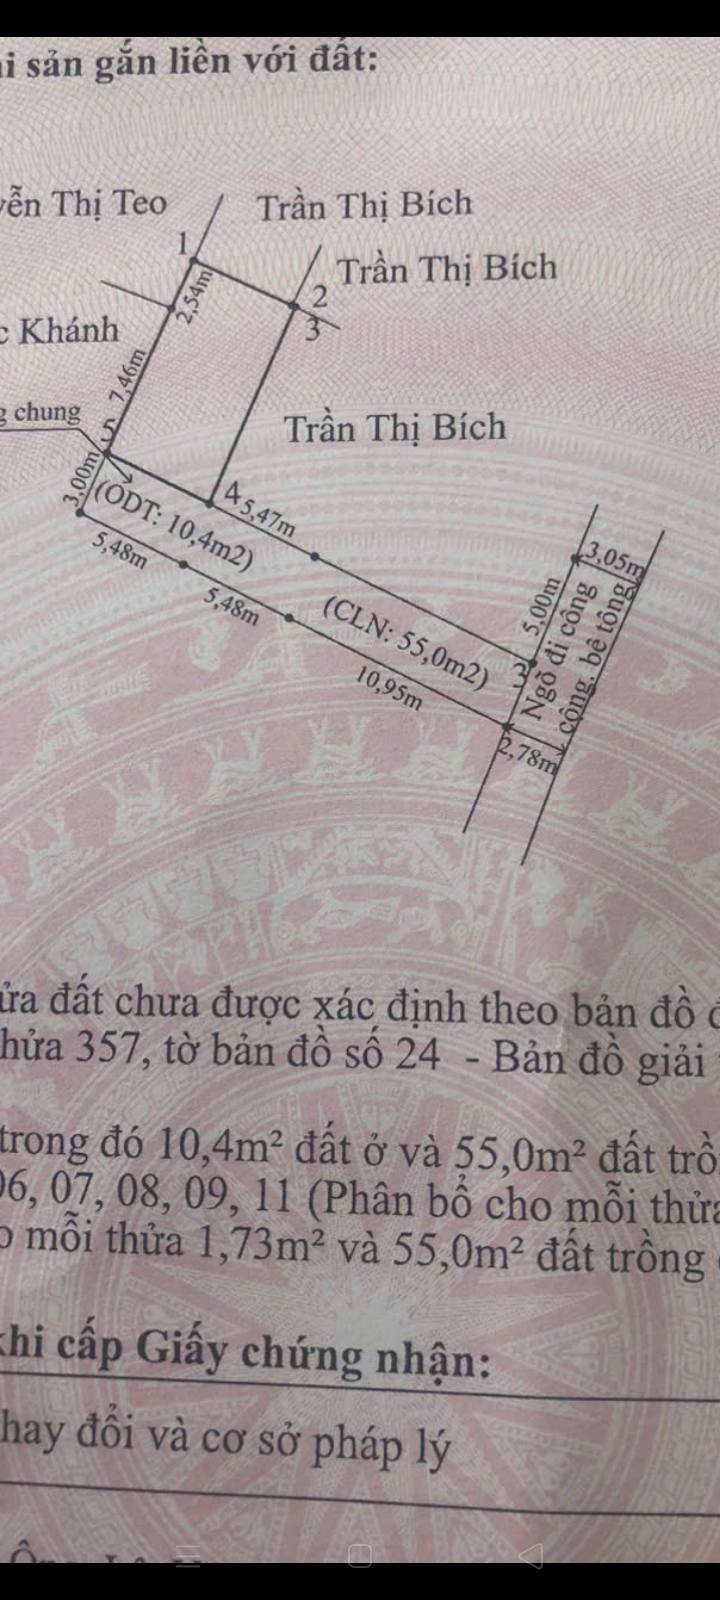 ài sản gắn liền với đất:
yễn Thị Teo
Trần Thị Bích
1
Trần Thị Bích
2,54m
2
3
c Khánh
7,46m
g chung
5
Trần Thị Bích
3,00m
(ODT: 10,4m2)
4
5,47m
5,48m
3,05m
5,48m
(CLN: 55,0m2)
5,00m
Ngõ đi công
cộng. bê tông
3
10,95m
2,78m
ửa đất chưa được xác định theo bản đồ đ
hửa 357, tờ bản đồ số 24 - Bản đồ giải
trong đó 10,4m² đất ở và 55,0m² đất trồ
06, 07, 08, 09, 11 (Phân bổ cho mỗi thửa
o mỗi thửa 1,73m² và 55,0m² đất trồng
khi cấp Giấy chứng nhận:
hay đổi và cơ sở pháp lý